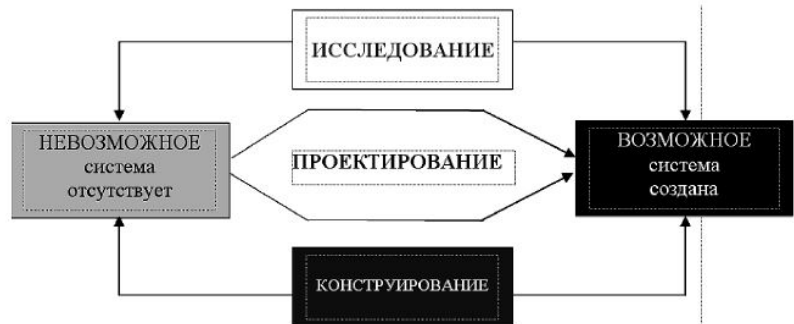 ИССЛЕДОВАНИЕ
НЕВОЗМОЖНОЕ
система
отсутствует
ПРОЕКТИРОВАНИЕ
ВОЗМОЖНОЕ
система
создана
КОНСТРУИРОВАНИЕ